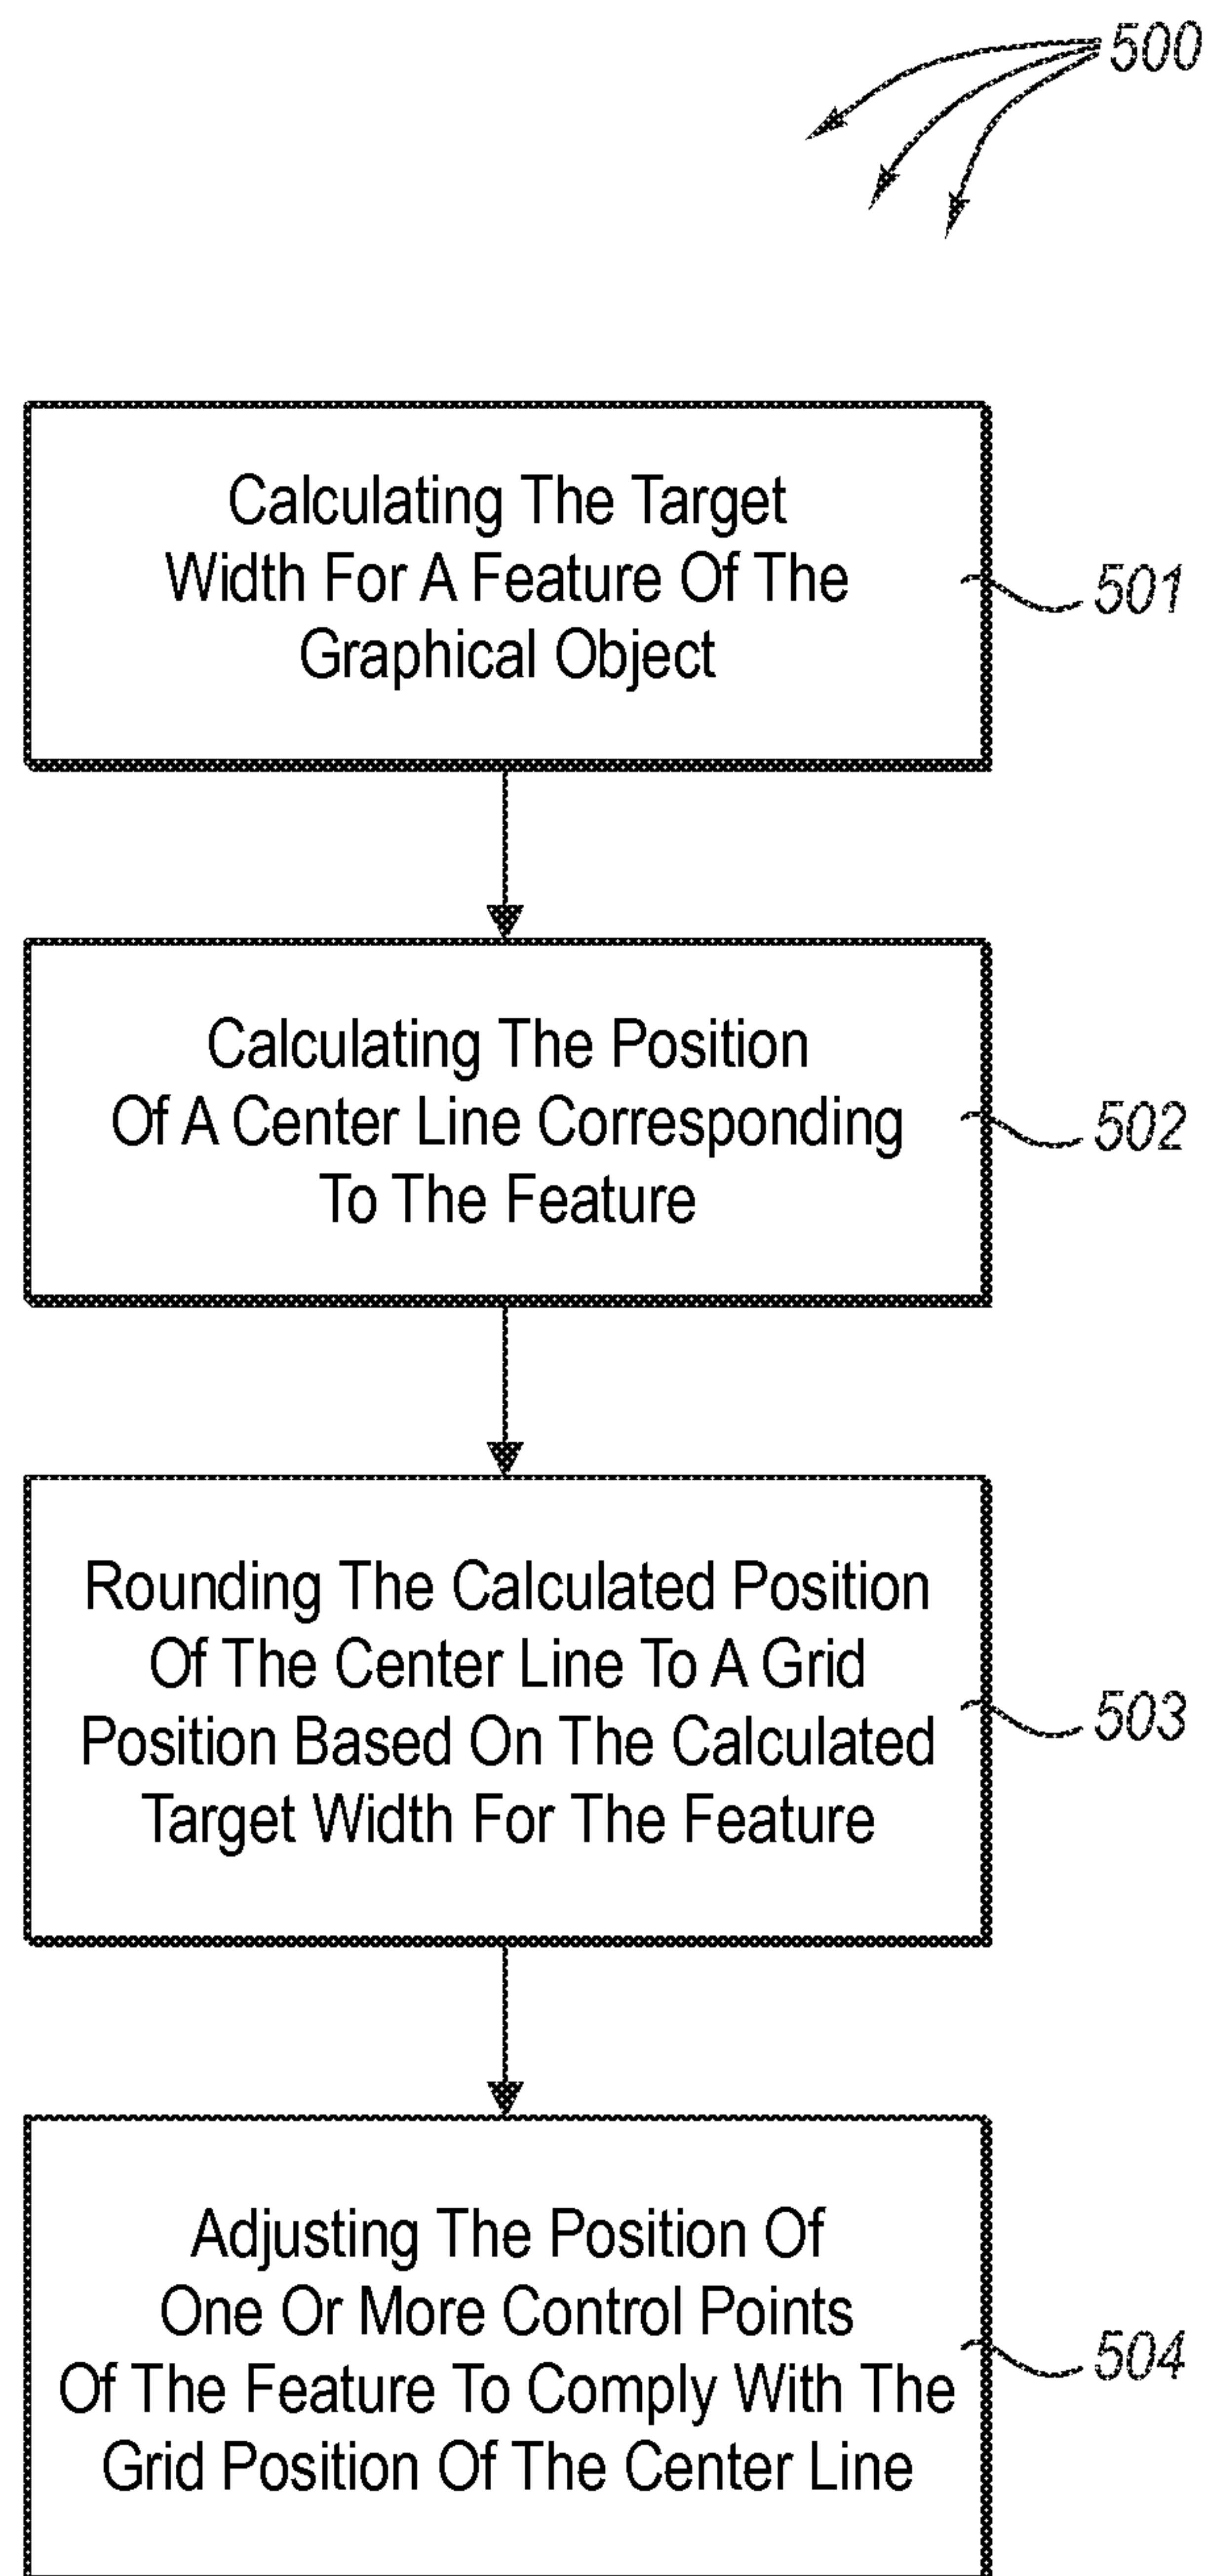 500
Calculating The Target
Width For A Feature Of The
Graphical Object
501
Calculating The Position
Of A Center Line Corresponding
To The Feature
502
Rounding The Calculated Position
Of The Center Line To A Grid
Position Based On The Calculated
Target Width For The Feature
503
Adjusting The Position Of
One Or More Control Points
Of The Feature To Comply With The
Grid Position Of The Center Line
504